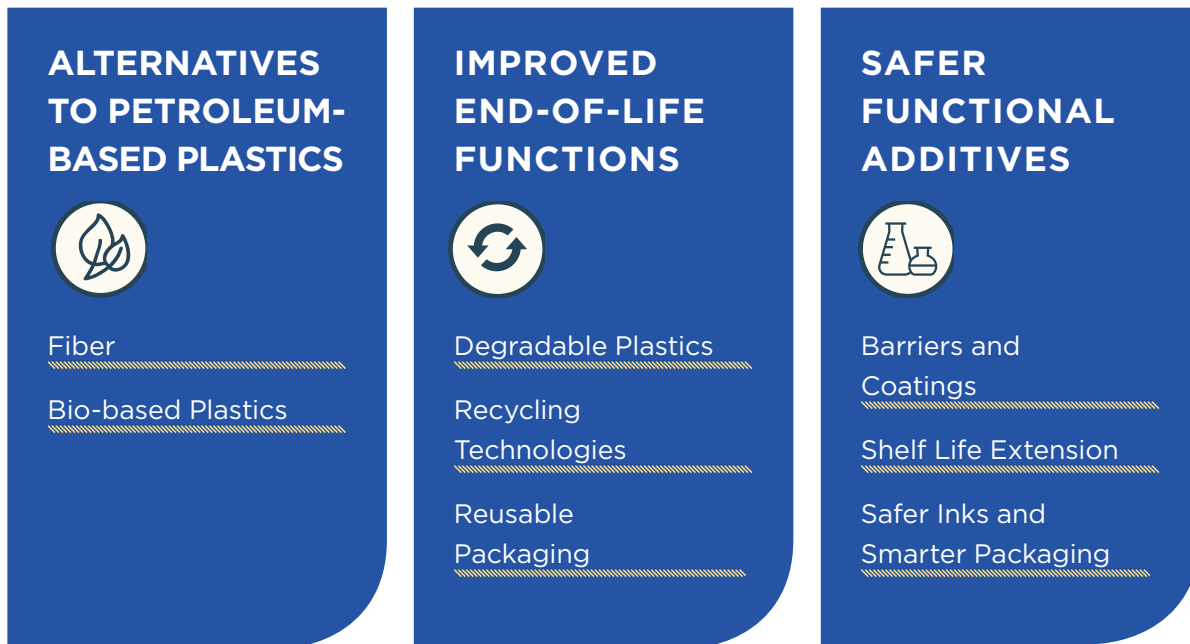 ALTERNATIVES
TO PETROLEUM-
BASED PLASTICS
Fiber
Bio-based Plastics
IMPROVED
END-OF-LIFE
FUNCTIONS
Degradable Plastics
Recycling
Technologies
Reusable
Packaging
SAFER
FUNCTIONAL
ADDITIVES
Barriers and
Coatings
Shelf Life Extension
Safer Inks and
Smarter Packaging